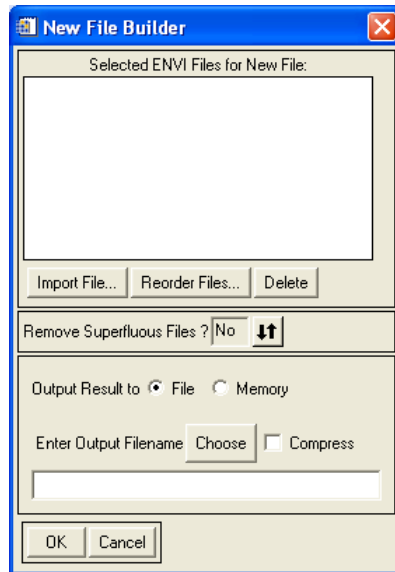 New File Builder
Selected ENVI Files for New File:
Import File... Reorder Files... Delete
Remove Superfluous Files ? No
Output Result to File Memory
Enter Output Filename Choose Compress
OK Cancel